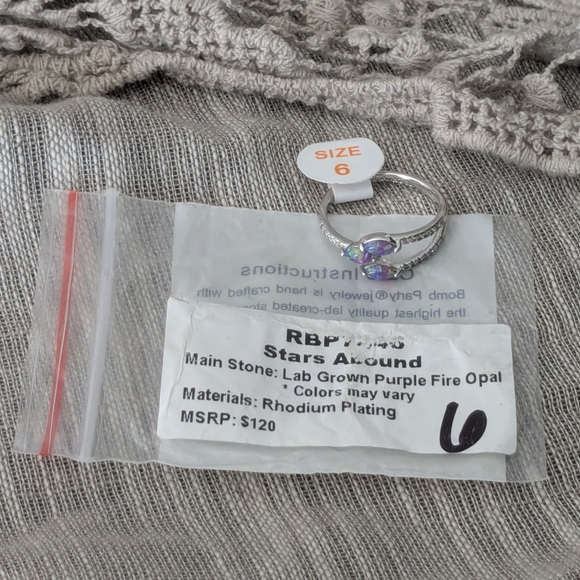 SIZE
6
Instructions
Bomb Party® jewelry is hand crafted with
the highest quality lab-created
Stars Abound
Main Stone: Lab Grown Purple Fire Opal
* Colors may vary
Materials: Rhodium Plating
MSRP: $120
6